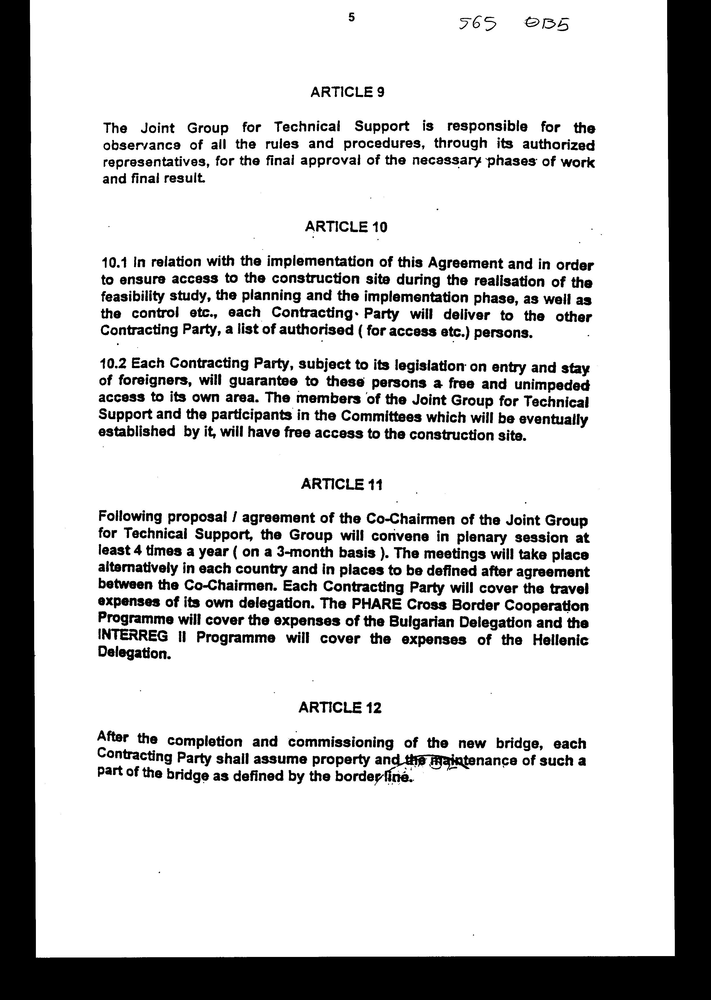 5
565 OB5
ARTICLE 9
The Joint Group for Technical Support is responsible for the
observance of all the rules and procedures, through its authorized
representatives, for the final approval of the necessary phases of work
and final result.
ARTICLE 10
10.1 In relation with the implementation of this Agreement and in order
to ensure access to the construction site during the realisation of the
feasibility study, the planning and the implementation phase, as well as
the control etc., each Contracting Party will deliver to the other
Contracting Party, a list of authorised ( for access etc.) persons.
10.2 Each Contracting Party, subject to its legislation on entry and stay
of foreigners, will guarantee to these persons a free and unimpeded
access to its own area. The members of the Joint Group for Technical
Support and the participants in the Committees which will be eventually
established by it, will have free access to the construction site.
ARTICLE 11
Following proposal / agreement of the Co-Chairmen of the Joint Group
for Technical Support, the Group will convene in plenary session at
least 4 times a year ( on a 3-month basis ). The meetings will take place
alternatively in each country and in places to be defined after agreement
between the Co-Chairmen. Each Contracting Party will cover the travel
expenses of its own delegation. The PHARE Cross Border Cooperation
Programme will cover the expenses of the Bulgarian Delegation and the
INTERREG II Programme will cover the expenses of the Hellenic
Delegation.
ARTICLE 12
After the completion and commissioning of the new bridge, each
Contracting Party shall assume property and the maintenance of such a
part of the bridge as defined by the border line.